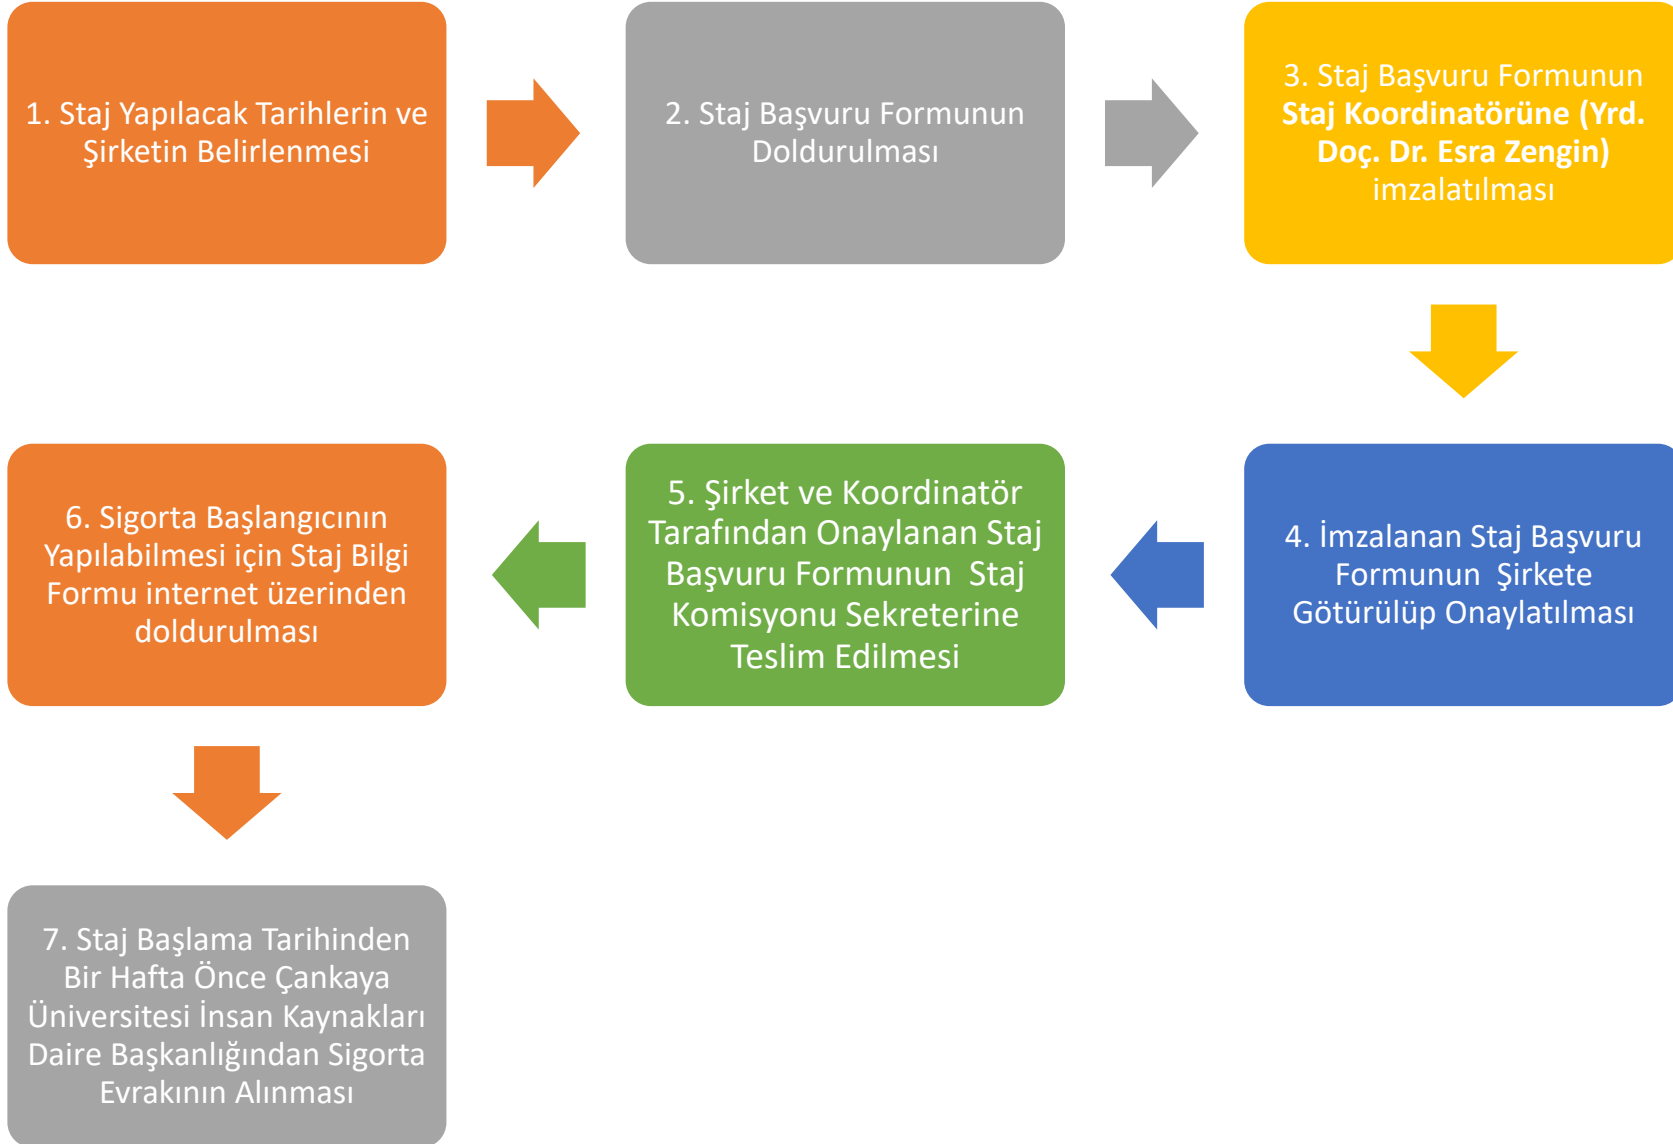 1. Staj Yapılacak Tarihlerin ve
Şirketin Belirlenmesi
2. Staj Başvuru Formunun
Doldurulması
3. Staj Başvuru Formunun
Staj Koordinatörüne (Yrd.
Doç. Dr. Esra Zengin)
imzalatılması
4. İmzalanan Staj Başvuru
Formunun Şirkete
Götürülüp Onaylatılması
5. Şirket ve Koordinatör
Tarafından Onaylanan Staj
Başvuru Formunun Staj
Komisyonu Sekreterine
Teslim Edilmesi
6. Sigorta Başlangıcının
Yapılabilmesi için Staj Bilgi
Formu internet üzerinden
doldurulması
7. Staj Başlama Tarihinden
Bir Hafta Önce Çankaya
Üniversitesi İnsan Kaynakları
Daire Başkanlığından Sigorta
Evrakının Alınması